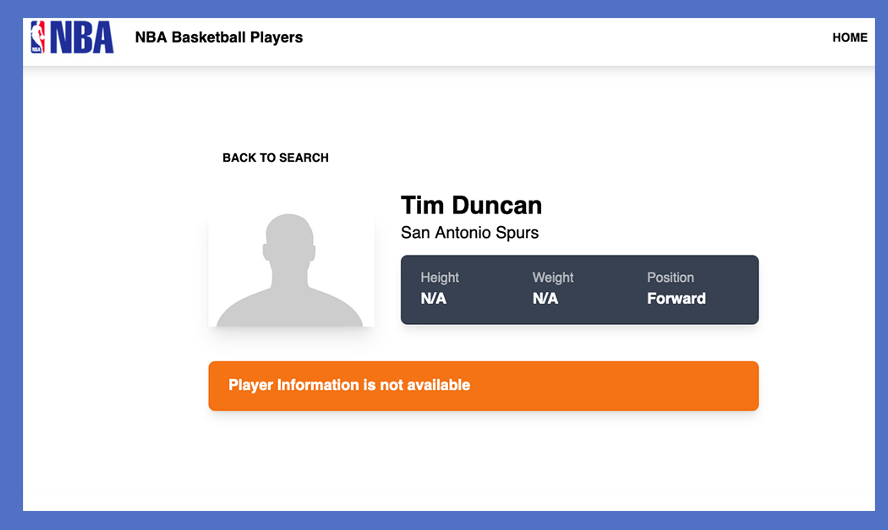 NBA
NBA Basketball Players
HOME
BACK TO SEARCH
Tim Duncan
San Antonio Spurs
Height Weight Position
N/A N/A Forward
Player Information is not available